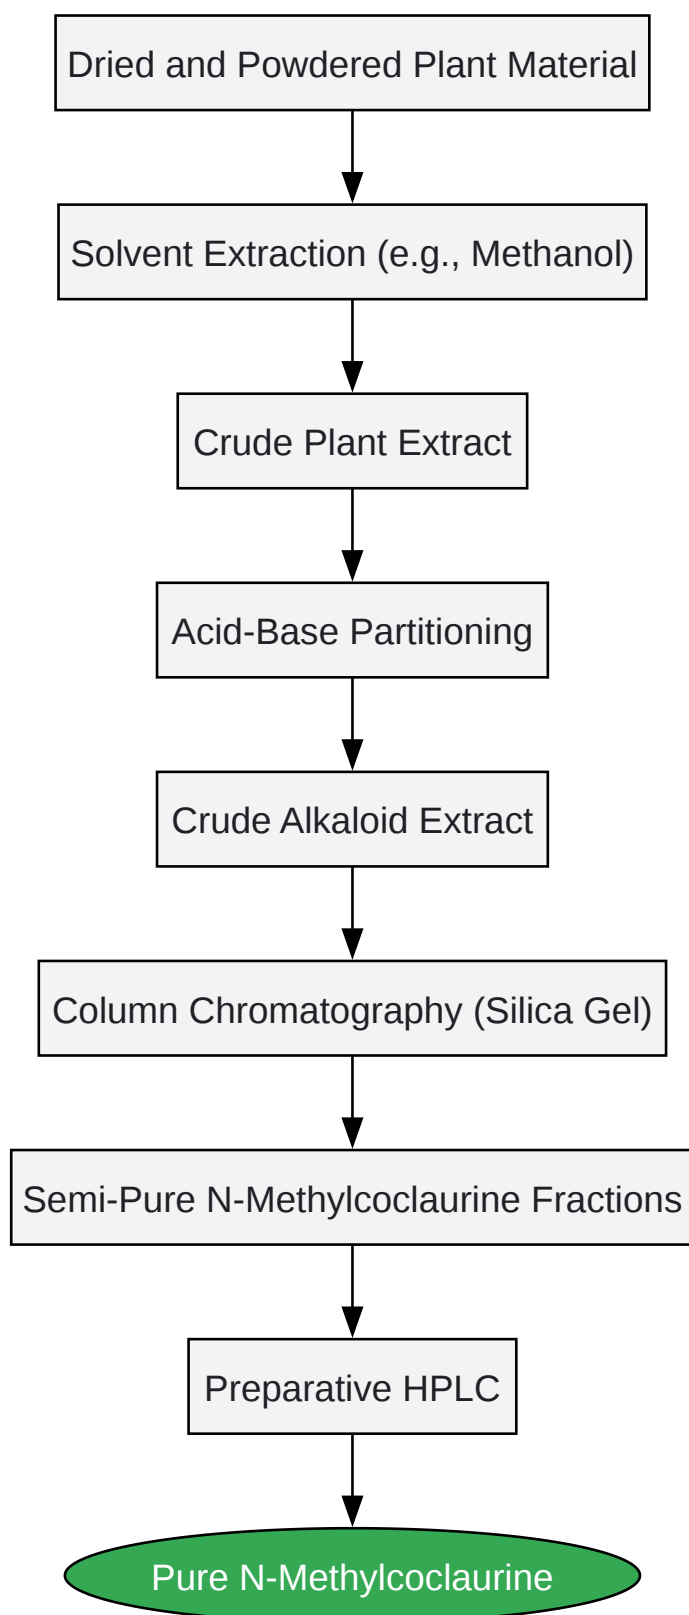 Dried and Powdered Plant Material
Solvent Extraction (e.g., Methanol)
Crude Plant Extract
Acid-Base Partitioning
Crude Alkaloid Extract
Column Chromatography (Silica Gel)
Semi-Pure N-Methylcoclaurine Fractions
Preparative HPLC
Pure N-Methylcoclaurine